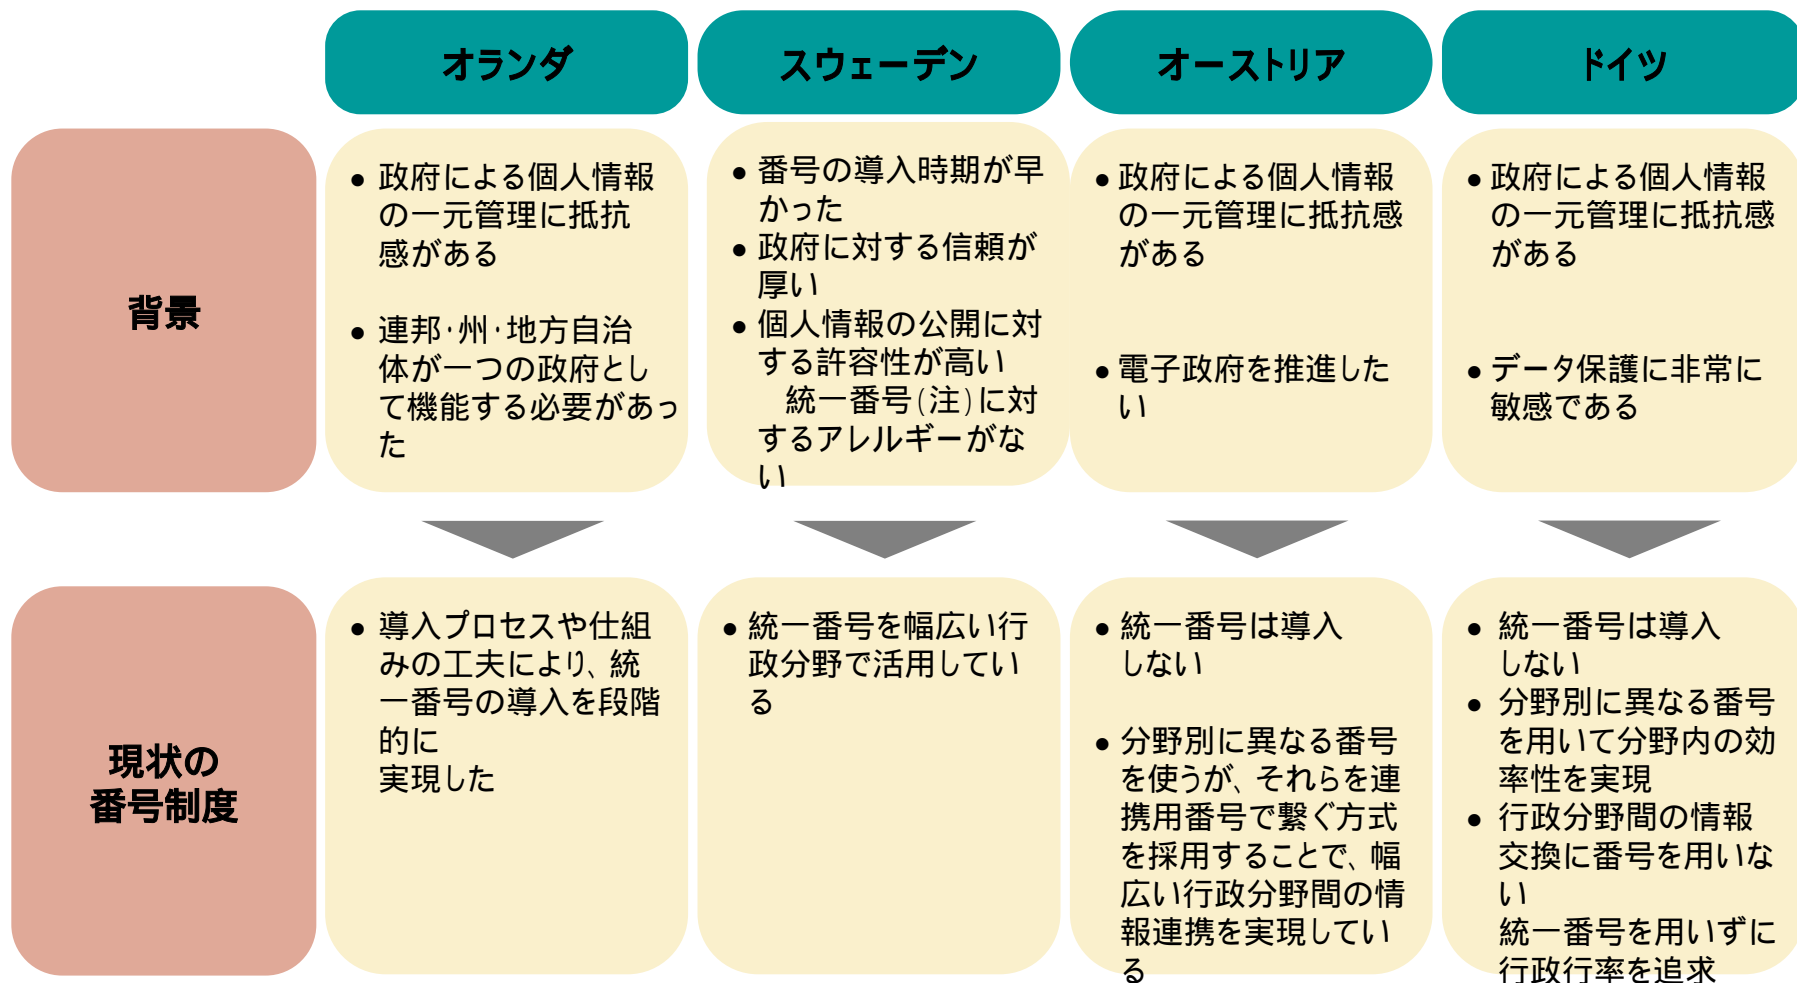 オランダ
スウェーデン
オーストリア
ドイツ
背景
● 政府による個人情報
の一元管理に抵抗
感がある
● 連邦・州・地方自治
体が一つの政府とし
て機能する必要があっ
た
● 番号の導入時期が早
かった
● 政府に対する信頼が
厚い
● 個人情報の公開に対
する許容性が高い
統一番号(注)に対
するアレルギーがな
い
● 政府による個人情報
の一元管理に抵抗感
がある
● 電子政府を推進した
い
● 政府による個人情報
の一元管理に抵抗感
がある
● データ保護に非常に
敏感である
現状の
番号制度
● 導入プロセスや仕組
みの工夫により、統
一番号の導入を段階
的に
実現した
● 統一番号を幅広い行
政分野で活用してい
る
● 統一番号は導入
しない
● 分野別に異なる番号
を使うが、それらを連
携用番号で繋ぐ方式
を採用することで、幅
広い行政分野間の情
報連携を実現してい
る
● 統一番号は導入
しない
● 分野別に異なる番号
を用いて分野内の効
率性を実現
● 行政分野間の情報
交換に番号を用いな
い
統一番号を用いずに
行政行率を追求